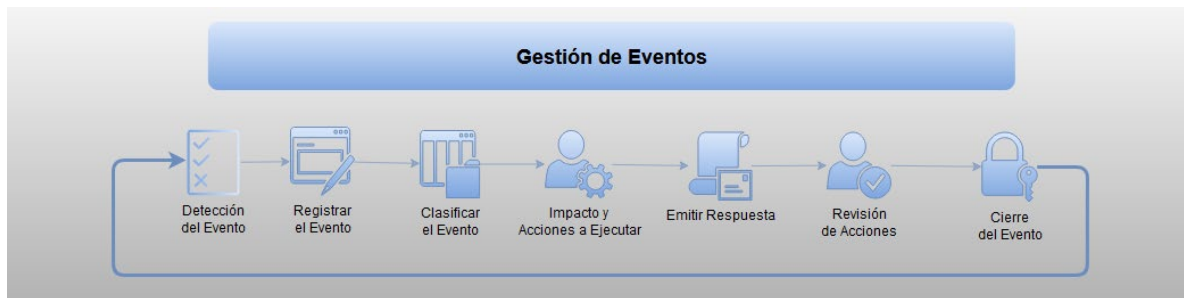 Gestión de Eventos
Detección
del Evento
Registrar
el Evento
Clasificar
el Evento
Impacto y
Acciones a Ejecutar
Emitir Respuesta
Revisión
de Acciones
Cierre
del Evento